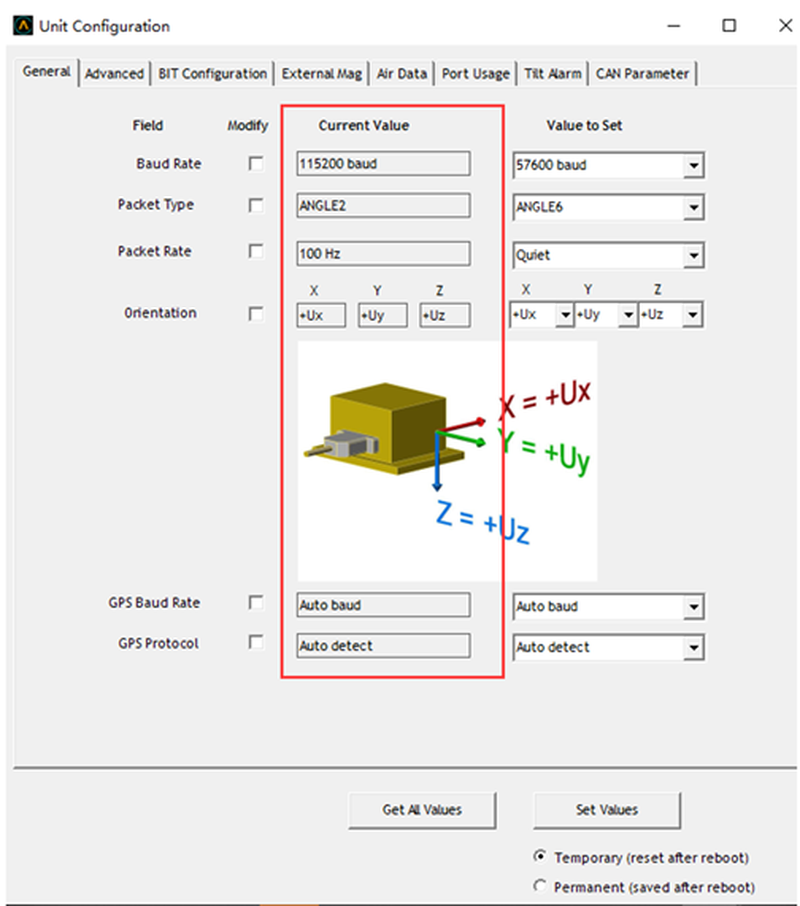 Unit Configuration
General Advanced BIT Configuration External Mag Air Data Port Usage Tilt Alarm CAN Parameter
Field Modify Current Value Value to Set
Baud Rate 115200 baud 57600 baud
Packet Type ANGLE2 ANGLE6
Packet Rate 100 Hz Quiet
X Y Z X Y Z
Orientation +Ux +Uy +Uz +Ux +Uy +Uz
X = +Ux
Y = +Uy
Z = +Uz
GPS Baud Rate Auto baud Auto baud
GPS Protocol Auto detect Auto detect
Get All Values Set Values
Temporary (reset after reboot)
Permanent (saved after reboot)